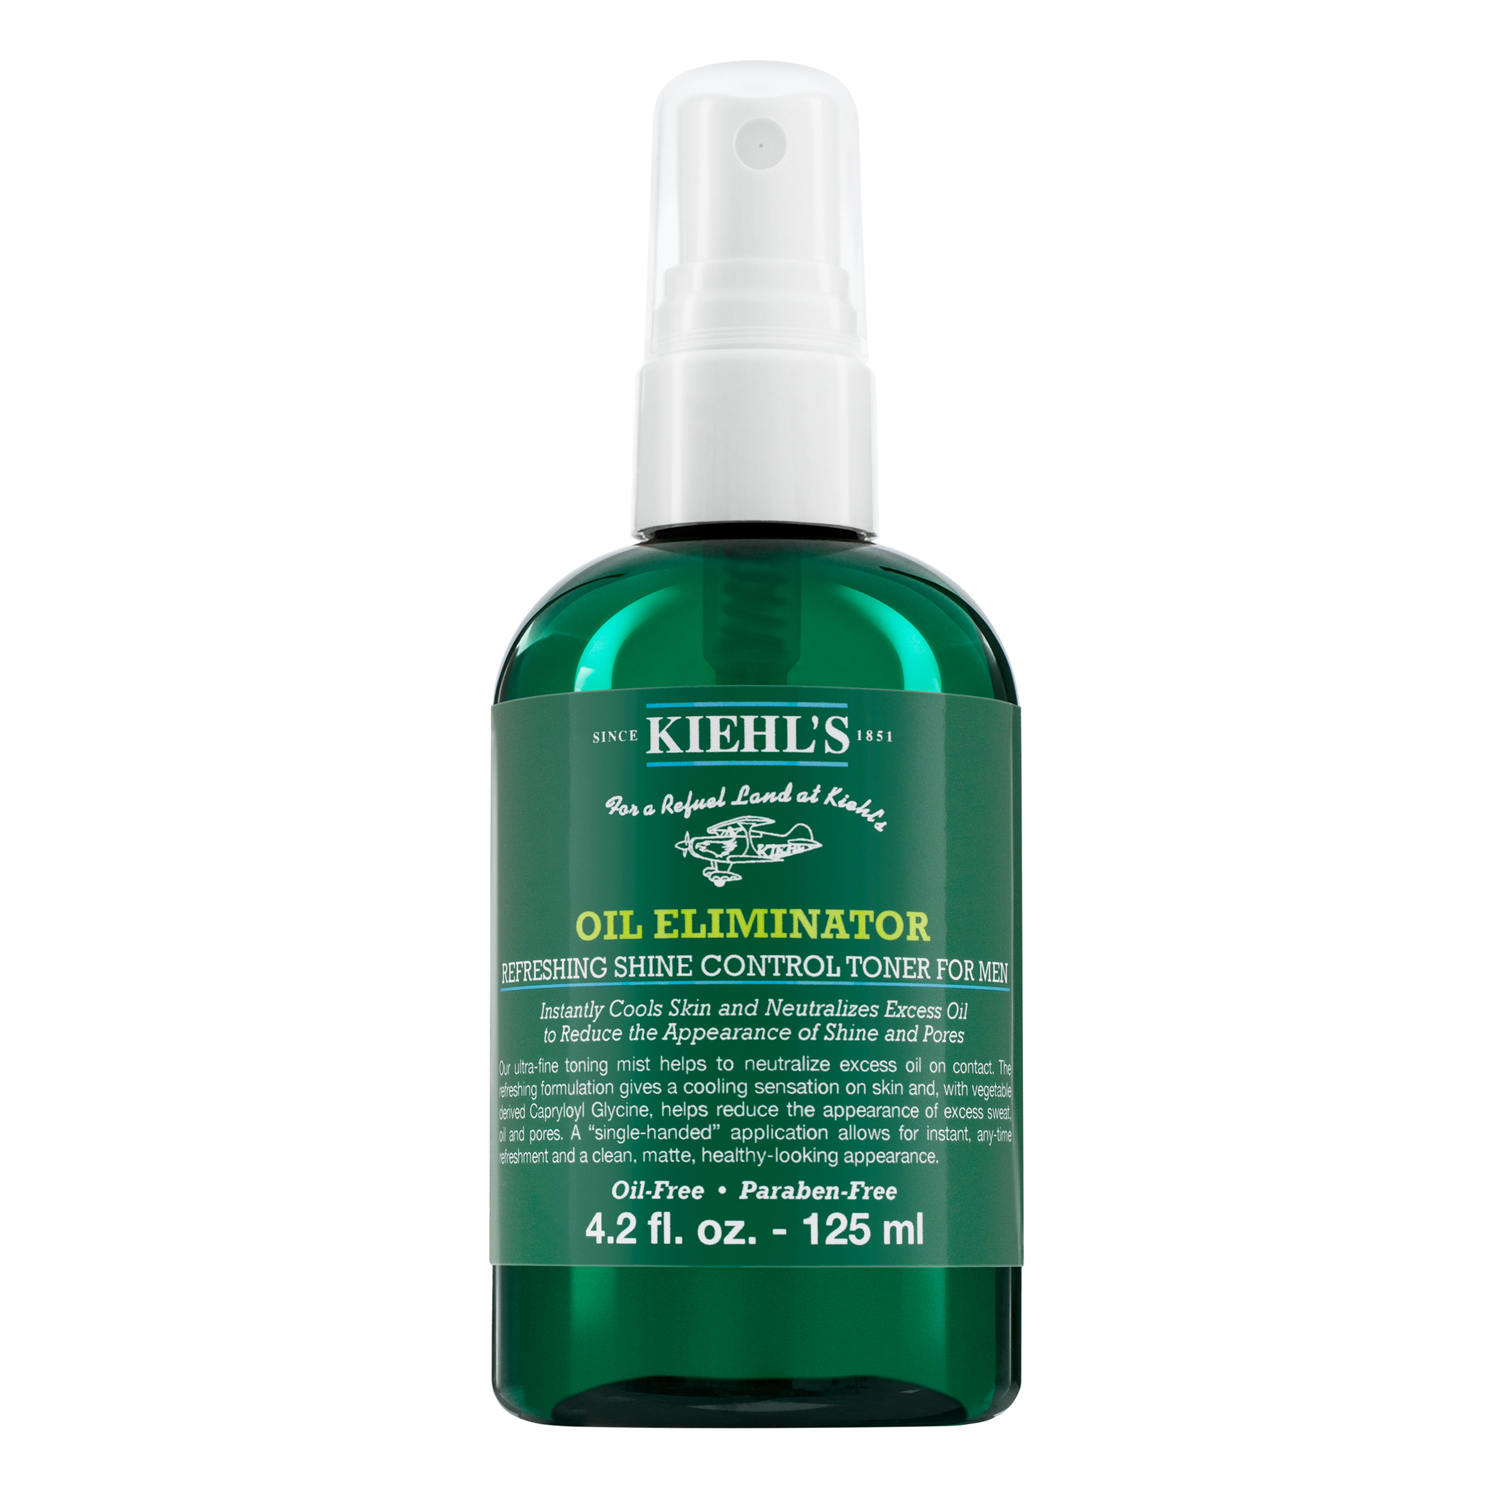 SINCE KIEHL'S 1851
For a Refuel Land at Kiehl's
KIEHL'S
OIL ELIMINATOR
REFRESHING SHINE CONTROL TONER FOR MEN
Instantly Cools Skin and Neutralizes Excess Oil
to Reduce the Appearance of Shine and Pores
Our ultra-fine toning mist helps to neutralize excess oil on contact. The
refreshing formulation gives a cooling sensation on skin and, with vegetable
derived Capryloyl Glycine, helps reduce the appearance of excess sweat,
oil and pores. A “single-handed” application allows for instant, any-time
refreshment and a clean, matte, healthy-looking appearance.
Oil-Free • Paraben-Free
4.2 fl. oz. - 125 ml